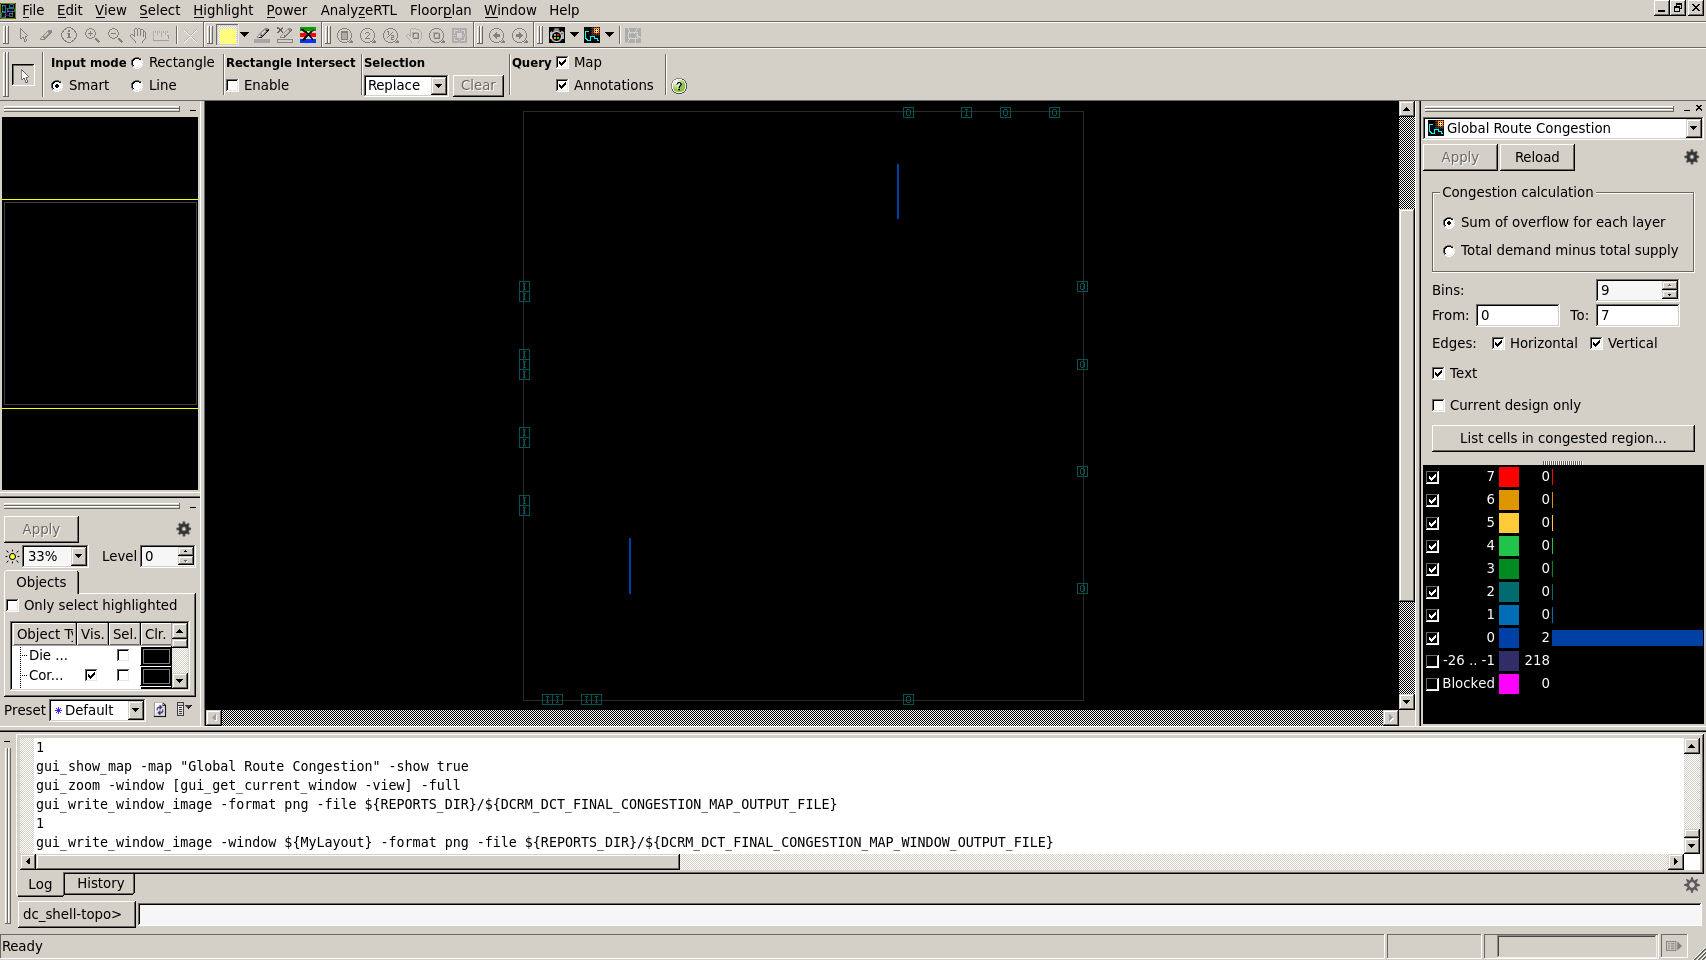 File Edit View Select Highlight Power AnalyzeRTL Floorplan Window Help
Input mode Rectangle Rectangle Intersect Selection Query Map
Smart Line Enable Replace Clear Annotations
Global Route Congestion
Apply Reload
Congestion calculation
Sum of overflow for each layer
Total demand minus total supply
Bins: 9
From: 0 To: 7
Edges: Horizontal Vertical
Text
Current design only
List cells in congested region...
7 0
6 0
5 0
4 0
3 0
2 0
1 0
0 2
-26 .. -1 218
Blocked 0
O I O O
I
I
I
I
I
I
I
I
I
O
O
O
O
I I I I O
Apply
33% Level 0
Objects
Only select highlighted
Object T Vis. Sel. Clr.
Die ...
Cor...
Preset * Default
1
gui_show_map -map "Global Route Congestion" -show true
gui_zoom -window [gui_get_current_window -view] -full
gui_write_window_image -format png -file ${REPORTS_DIR}/${DCRM_DCT_FINAL_CONGESTION_MAP_OUTPUT_FILE}
1
gui_write_window_image -window ${MyLayout} -format png -file ${REPORTS_DIR}/${DCRM_DCT_FINAL_CONGESTION_MAP_WINDOW_OUTPUT_FILE}
Log History
dc_shell-topo>
Ready